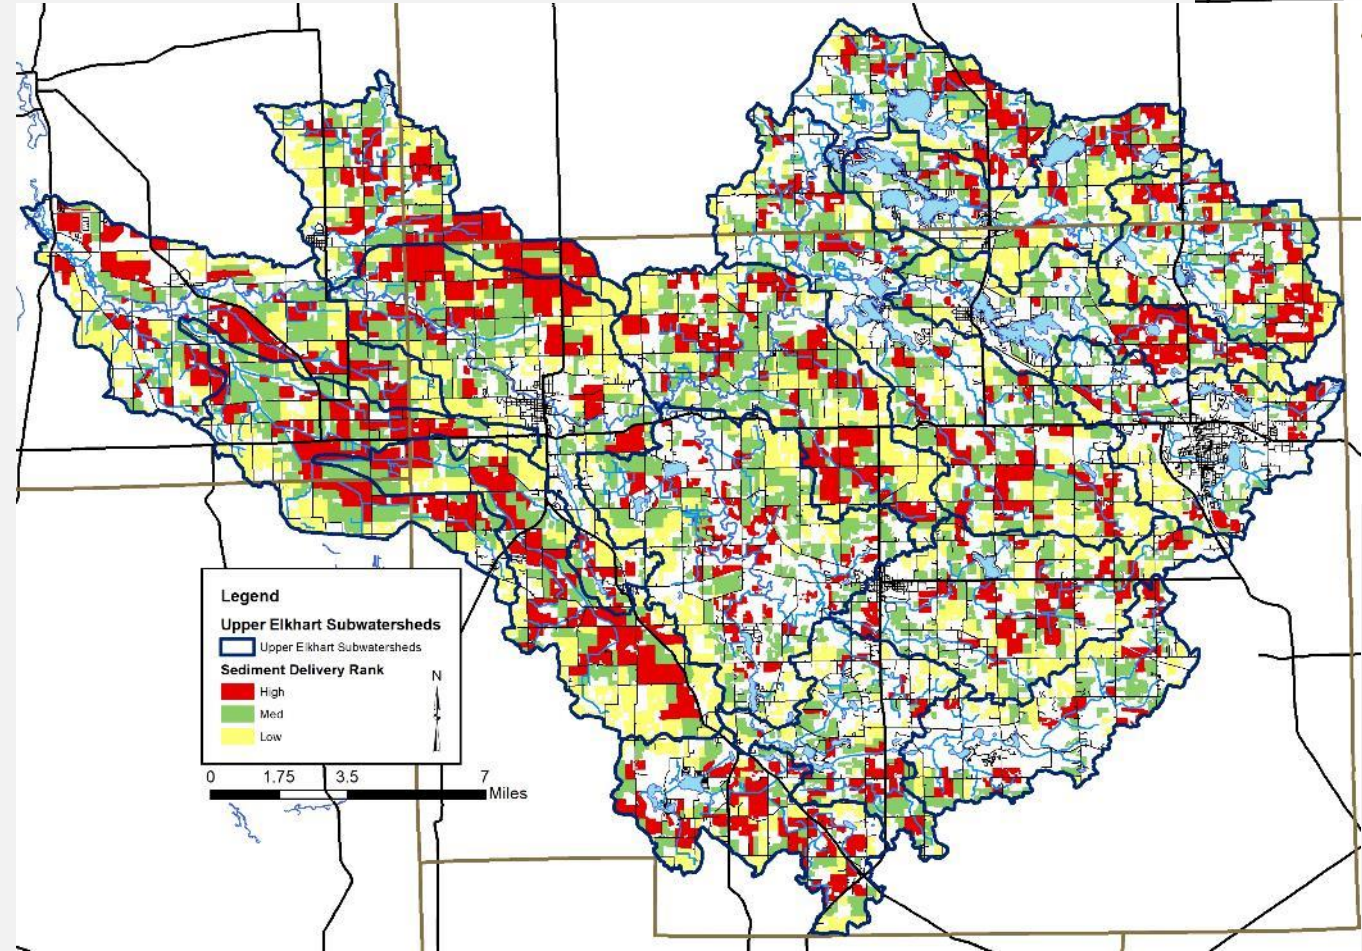 Legend
Upper Elkhart Subwatersheds
Upper Elkhart Subwatersheds
Sediment Delivery Rank
High
Med
Low
N
0 1.75 3.5 7
Miles